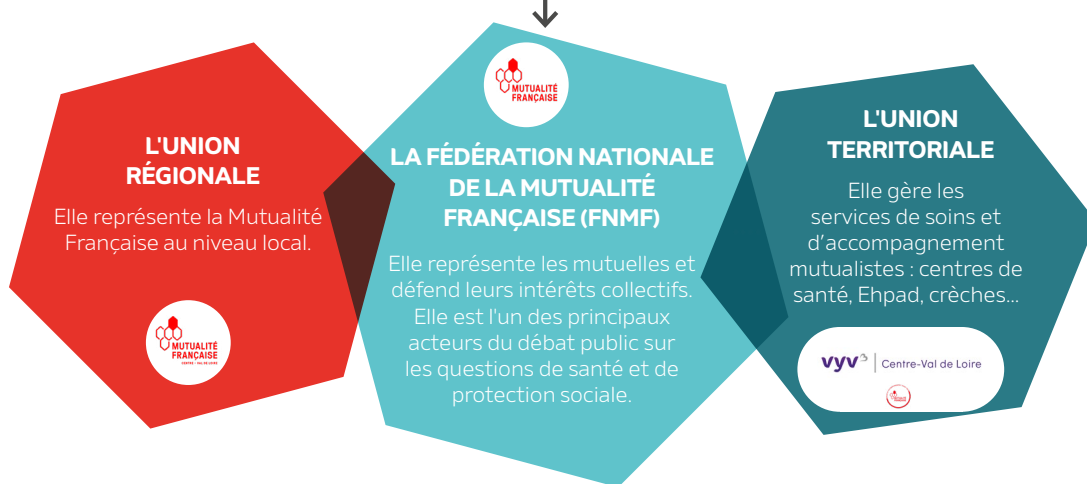 L'UNION
RÉGIONALE
Elle représente la Mutualité
Française au niveau local.
MUTUALITÉ
FRANÇAISE
CENTRE - VAL DE LOIRE
MUTUALITÉ
FRANÇAISE
LA FÉDÉRATION NATIONALE
DE LA MUTUALITÉ
FRANÇAISE (FNMF)
Elle représente les mutuelles et
défend leurs intérêts collectifs.
Elle est l'un des principaux
acteurs du débat public sur
les questions de santé et de
protection sociale.
L'UNION
TERRITORIALE
Elle gère les
services de soins et
d'accompagnement
mutualistes : centres de
santé, Ehpad, crèches...
vyv³ | Centre-Val de Loire